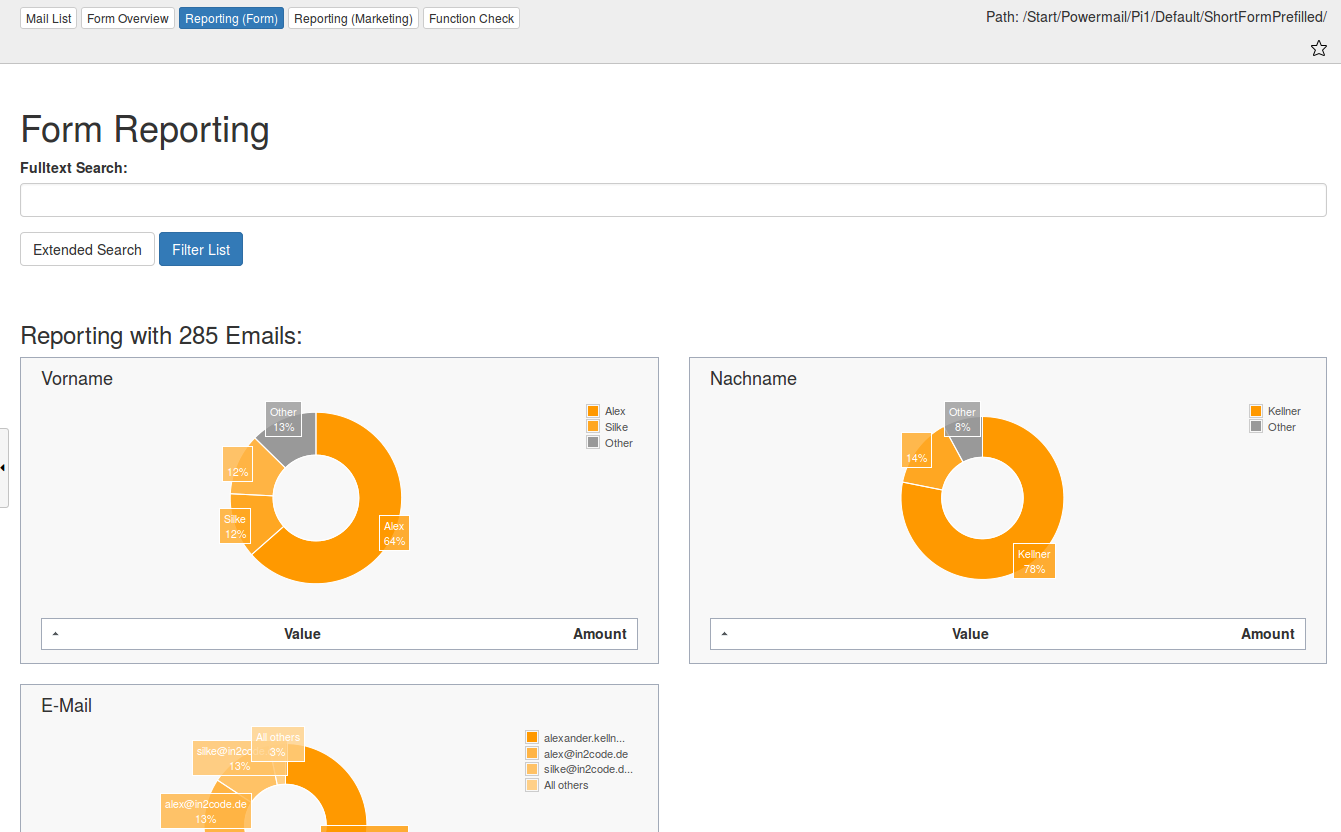 Mail List
Form Overview
Reporting (Form)
Reporting (Marketing)
Function Check
Path: /Start/Powermail/Pi1/Default/ShortFormPrefilled/
Form Reporting
Fulltext Search:
Extended Search
Filter List
Reporting with 285 Emails:
Vorname
Other
13%
12%
Silke
12%
Alex
64%
Alex
Silke
Other
Value
Amount
Nachname
Other
8%
14%
Kellner
78%
Kellner
Other
Value
Amount
E-Mail
All others
3%
silke@in2co
13%
alex@in2code.de
13%
alexander.kelln...
alex@in2code.de
silke@in2code.d...
All others